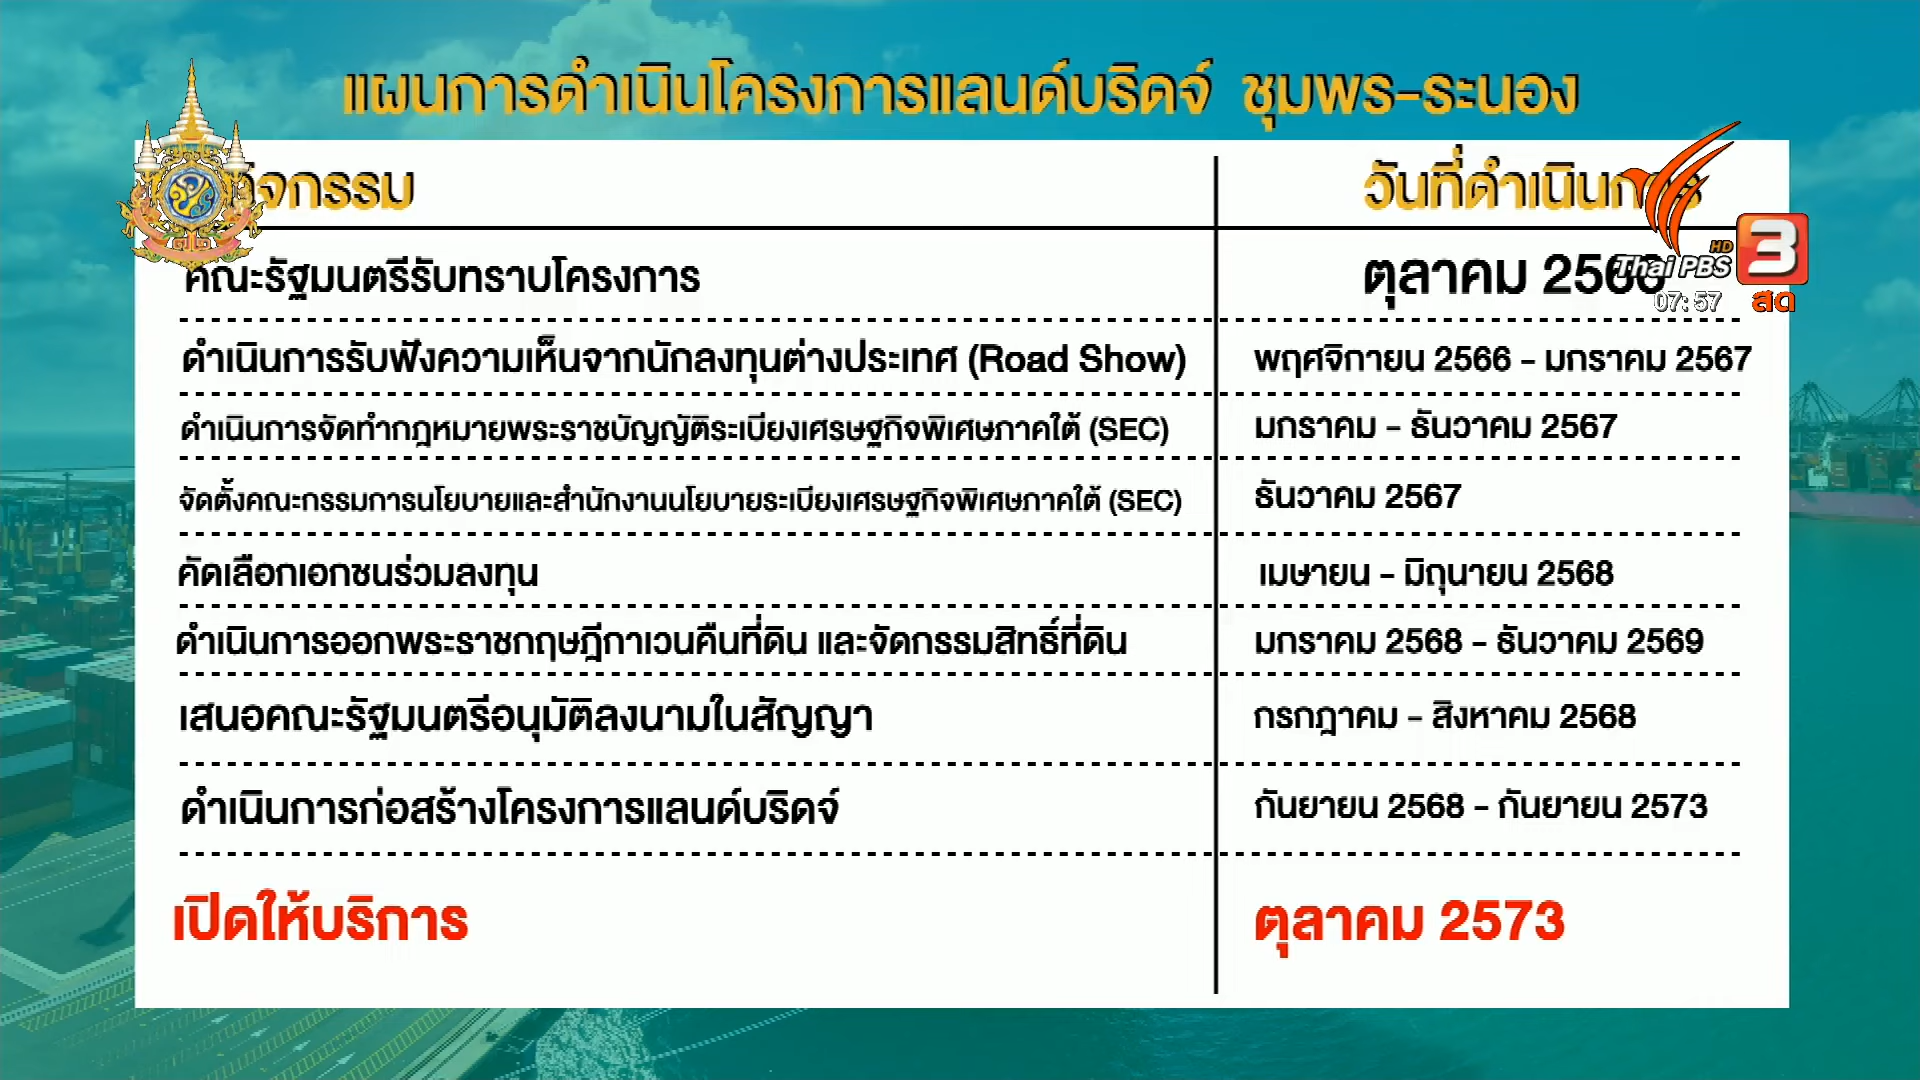 แผนการดำเนินโครงการแลนด์บริดจ์ ชุมพร-ระนอง
กิจกรรม
วันที่ดำเนินการ
HD
Thai PBS 3
07:57 สด
คณะรัฐมนตรีรับทราบโครงการ
ตุลาคม 2566
ดำเนินการรับฟังความเห็นจากนักลงทุนต่างประเทศ (Road Show)
พฤศจิกายน 2566 - มกราคม 2567
ดำเนินการจัดทำกฎหมายพระราชบัญญัติระเบียงเศรษฐกิจพิเศษภาคใต้ (SEC)
มกราคม - ธันวาคม 2567
จัดตั้งคณะกรรมการนโยบายและสำนักงานนโยบายระเบียงเศรษฐกิจพิเศษภาคใต้ (SEC)
ธันวาคม 2567
คัดเลือกเอกชนร่วมลงทุน
เมษายน - มิถุนายน 2568
ดำเนินการออกพระราชกฤษฎีกาเวนคืนที่ดิน และจัดกรรมสิทธิ์ที่ดิน
มกราคม 2568 - ธันวาคม 2569
เสนอคณะรัฐมนตรีอนุมัติลงนามในสัญญา
กรกฎาคม - สิงหาคม 2568
ดำเนินการก่อสร้างโครงการแลนด์บริดจ์
กันยายน 2568 - กันยายน 2573
เปิดให้บริการ
ตุลาคม 2573